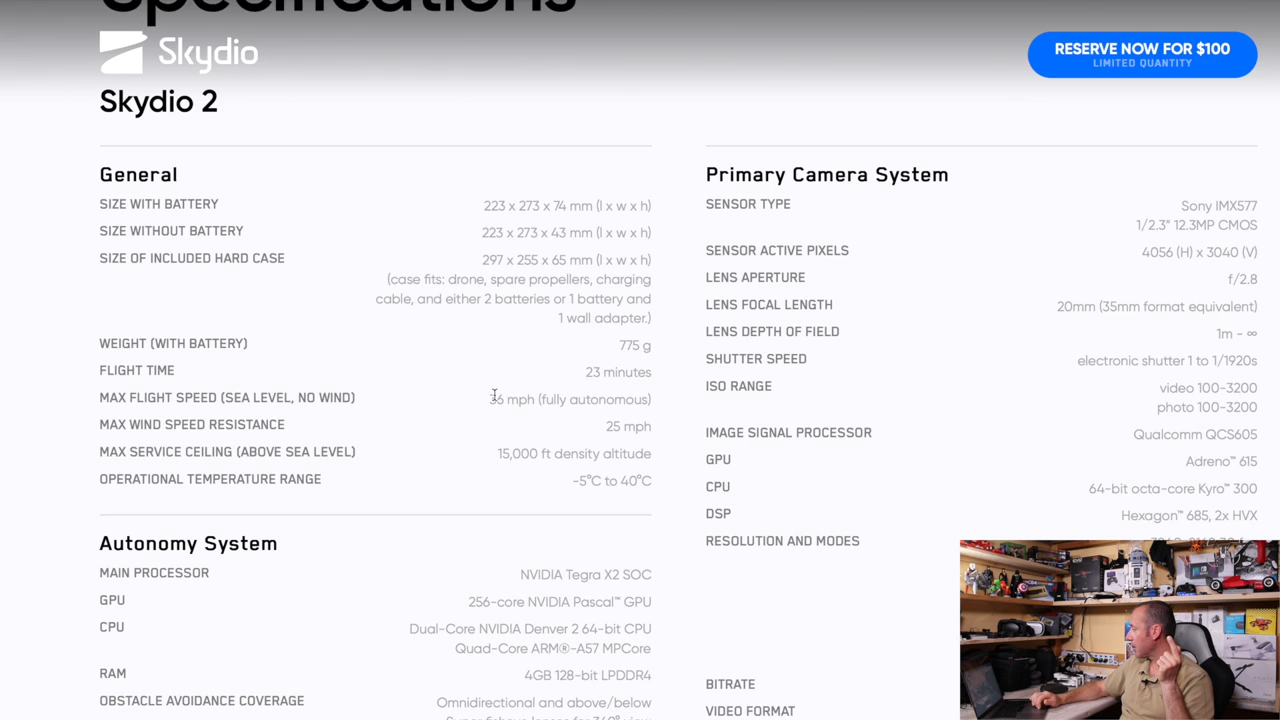 Specifications
Skydio
RESERVE NOW FOR $100
LIMITED QUANTITY
Skydio 2
General
SIZE WITH BATTERY 223 x 273 x 74 mm (l x w x h)
SIZE WITHOUT BATTERY 223 x 273 x 43 mm (l x w x h)
SIZE OF INCLUDED HARD CASE 297 x 255 x 65 mm (l x w x h)
(case fits: drone, spare propellers, charging
cable, and either 2 batteries or 1 battery and
1 wall adapter.)
WEIGHT (WITH BATTERY) 775 g
FLIGHT TIME 23 minutes
MAX FLIGHT SPEED (SEA LEVEL, NO WIND) 36 mph (fully autonomous)
MAX WIND SPEED RESISTANCE 25 mph
MAX SERVICE CEILING (ABOVE SEA LEVEL) 15,000 ft density altitude
OPERATIONAL TEMPERATURE RANGE -5°C to 40°C
Autonomy System
MAIN PROCESSOR NVIDIA Tegra X2 SOC
GPU 256-core NVIDIA Pascal™ GPU
CPU Dual-Core NVIDIA Denver 2 64-bit CPU
Quad-Core ARM®-A57 MPCore
RAM 4GB 128-bit LPDDR4
OBSTACLE AVOIDANCE COVERAGE Omnidirectional and above/below
Primary Camera System
SENSOR TYPE Sony IMX577
1/2.3” 12.3MP CMOS
SENSOR ACTIVE PIXELS 4056 (H) x 3040 (V)
LENS APERTURE f/2.8
LENS FOCAL LENGTH 20mm (35mm format equivalent)
LENS DEPTH OF FIELD 1m - ∞
SHUTTER SPEED electronic shutter 1 to 1/1920s
ISO RANGE video 100-3200
photo 100-3200
IMAGE SIGNAL PROCESSOR Qualcomm QCS605
GPU Adreno™ 615
CPU 64-bit octa-core Kyro™ 300
DSP Hexagon™ 685, 2x HVX
RESOLUTION AND MODES
BITRATE
VIDEO FORMAT